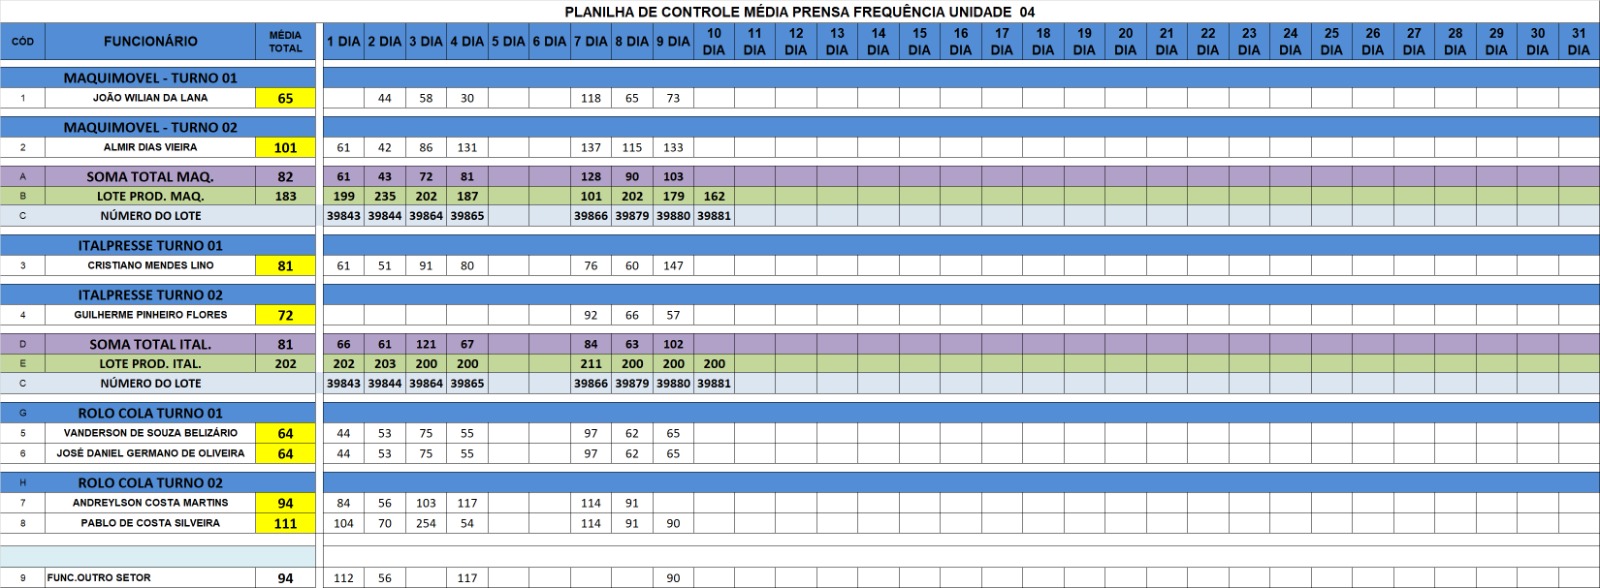 PLANILHA DE CONTROLE MÉDIA PRENSA FREQUÊNCIA UNIDADE 04
CÓD FUNCIONÁRIO MÉDIA TOTAL 1 DIA 2 DIA 3 DIA 4 DIA 5 DIA 6 DIA 7 DIA 8 DIA 9 DIA 10 DIA 11 DIA 12 DIA 13 DIA 14 DIA 15 DIA 16 DIA 17 DIA 18 DIA 19 DIA 20 DIA 21 DIA 22 DIA 23 DIA 24 DIA 25 DIA 26 DIA 27 DIA 28 DIA 29 DIA 30 DIA 31 DIA
MAQUIMOVEL - TURNO 01
1 JOÃO WILIAN DA LANA 65 44 58 30 118 65 73
MAQUIMOVEL - TURNO 02
2 ALMIR DIAS VIEIRA 101 61 42 86 131 137 115 133
A SOMA TOTAL MAQ. 82 61 43 72 81 128 90 103
B LOTE PROD. MAQ. 183 199 235 202 187 101 202 179 162
C NÚMERO DO LOTE 39843 39844 39864 39865 39866 39879 39880 39881
ITALPRESSE TURNO 01
3 CRISTIANO MENDES LINO 81 61 51 91 80 76 60 147
ITALPRESSE TURNO 02
4 GUILHERME PINHEIRO FLORES 72 92 66 57
D SOMA TOTAL ITAL. 81 66 61 121 67 84 63 102
E LOTE PROD. ITAL. 202 202 203 200 200 211 200 200 200
C NÚMERO DO LOTE 39843 39844 39864 39865 39866 39879 39880 39881
G ROLO COLA TURNO 01
5 VANDERSON DE SOUZA BELIZÁRIO 64 44 53 75 55 97 62 65
6 JOSÉ DANIEL GERMANO DE OLIVEIRA 64 44 53 75 55 97 62 65
H ROLO COLA TURNO 02
7 ANDREYLSON COSTA MARTINS 94 84 56 103 117 114 91
8 PABLO DE COSTA SILVEIRA 111 104 70 254 54 114 91 90
9 FUNC.OUTRO SETOR 94 112 56 117 90